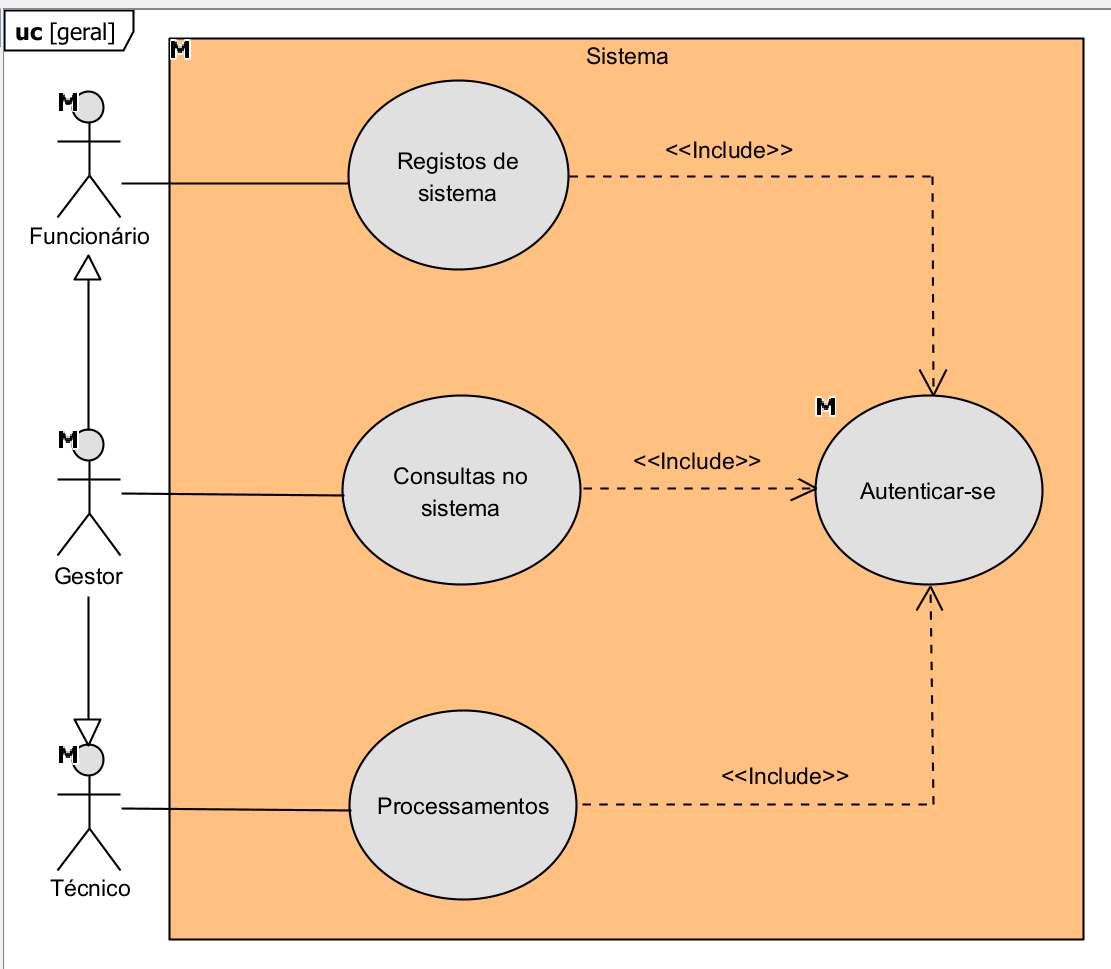 uc [geral]
M
Sistema
M
Funcionário
Registos de
sistema
<<Include>>
M
Gestor
Consultas no
sistema
<<Include>>
M
Autenticar-se
M
Técnico
Processamentos
<<Include>>